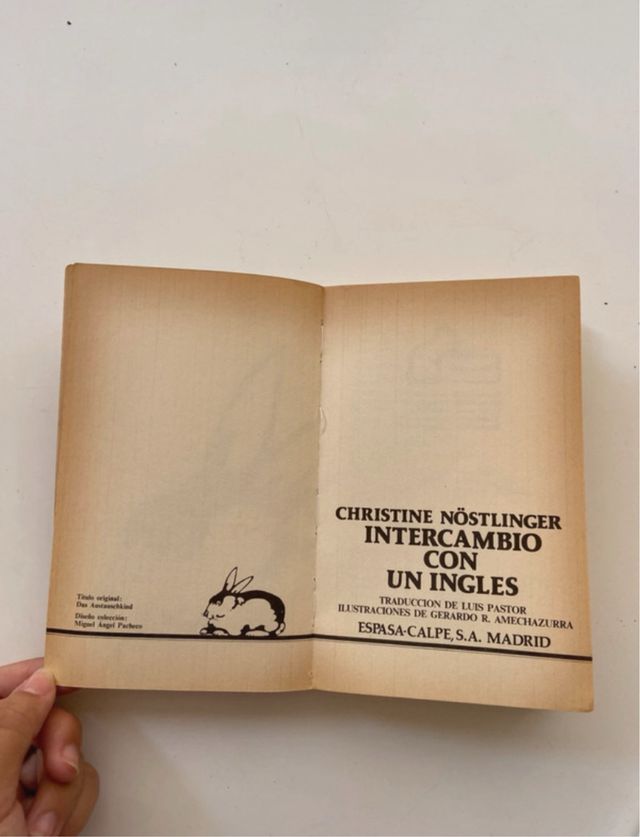 Título original:
Das Austauschkind
Diseño colección:
Miguel Ángel Pacheco
CHRISTINE NÖSTLINGER
INTERCAMBIO
CON
UN INGLES
TRADUCCION DE LUIS PASTOR
ILUSTRACIONES DE GERARDO R. AMECHAZURRA
ESPASA-CALPE, S.A. MADRID